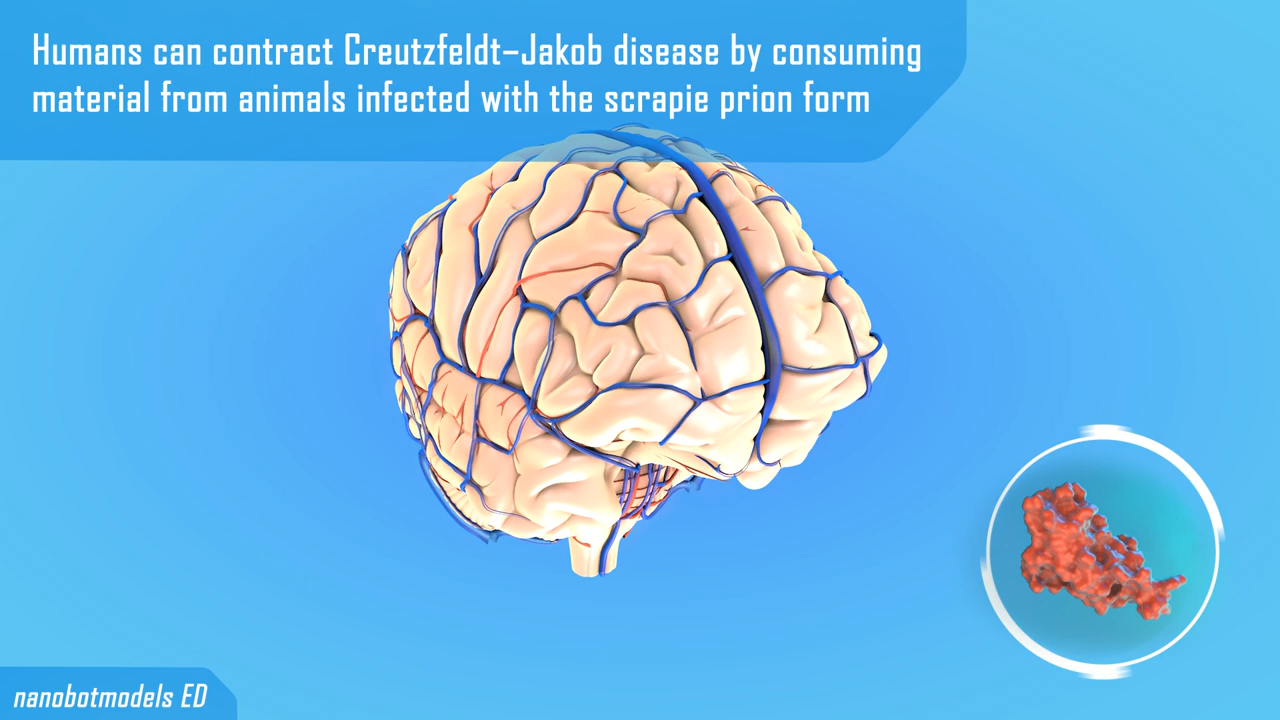 Humans can contract Creutzfeldt–Jakob disease by consuming
material from animals infected with the scrapie prion form
nanobotmodels ED